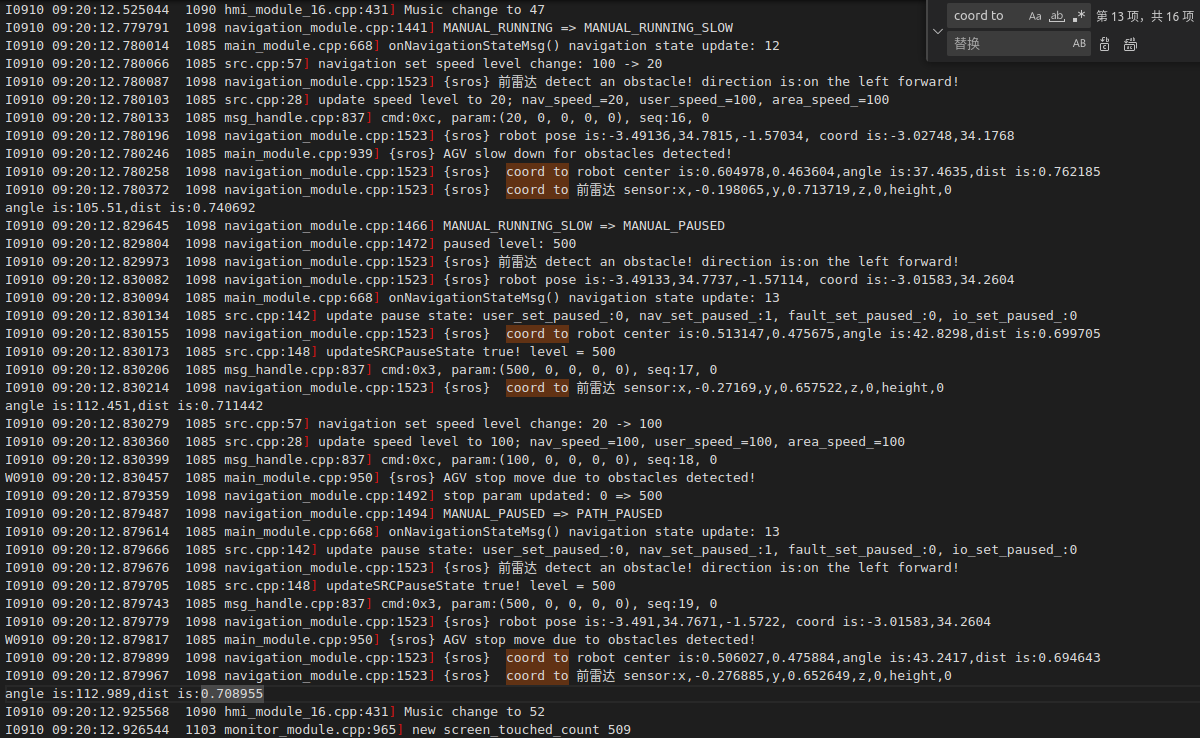 I0910 09:20:12.525044  1090 hmi_module_16.cpp:431] Music change to 47
I0910 09:20:12.779791  1098 navigation_module.cpp:1441] MANUAL_RUNNING => MANUAL_RUNNING_SLOW
I0910 09:20:12.780014  1085 main_module.cpp:668] onNavigationStateMsg() navigation state update: 12
I0910 09:20:12.780066  1085 src.cpp:57] navigation set speed level change: 100 -> 20
I0910 09:20:12.780087  1098 navigation_module.cpp:1523] {sros} 前雷达 detect an obstacle! direction is:on the left forward!
I0910 09:20:12.780103  1085 src.cpp:28] update speed level to 20; nav_speed_=20, user_speed_=100, area_speed_=100
I0910 09:20:12.780133  1085 msg_handle.cpp:837] cmd:0xc, param:(20, 0, 0, 0, 0), seq:16, 0
I0910 09:20:12.780196  1098 navigation_module.cpp:1523] {sros} robot pose is:-3.49136,34.7815,-1.57034, coord is:-3.02748,34.1768
I0910 09:20:12.780246  1085 main_module.cpp:939] {sros} AGV slow down for obstacles detected!
I0910 09:20:12.780258  1098 navigation_module.cpp:1523] {sros}  coord to robot center is:0.604978,0.463604,angle is:37.4635,dist is:0.762185
I0910 09:20:12.780372  1098 navigation_module.cpp:1523] {sros}  coord to 前雷达 sensor:x,-0.198065,y,0.713719,z,0,height,0
angle is:105.51,dist is:0.740692
I0910 09:20:12.829645  1098 navigation_module.cpp:1466] MANUAL_RUNNING_SLOW => MANUAL_PAUSED
I0910 09:20:12.829804  1098 navigation_module.cpp:1472] paused level: 500
I0910 09:20:12.829973  1098 navigation_module.cpp:1523] {sros} 前雷达 detect an obstacle! direction is:on the left forward!
I0910 09:20:12.830082  1098 navigation_module.cpp:1523] {sros} robot pose is:-3.49133,34.7737,-1.57114, coord is:-3.01583,34.2604
I0910 09:20:12.830094  1085 main_module.cpp:668] onNavigationStateMsg() navigation state update: 13
I0910 09:20:12.830134  1085 src.cpp:142] update pause state: user_set_paused_:0, nav_set_paused_:1, fault_set_paused_:0, io_set_paused_:0
I0910 09:20:12.830155  1098 navigation_module.cpp:1523] {sros}  coord to robot center is:0.513147,0.475675,angle is:42.8298,dist is:0.699705
I0910 09:20:12.830173  1085 src.cpp:148] updateSRCPauseState true! level = 500
I0910 09:20:12.830206  1085 msg_handle.cpp:837] cmd:0x3, param:(500, 0, 0, 0, 0), seq:17, 0
I0910 09:20:12.830214  1098 navigation_module.cpp:1523] {sros}  coord to 前雷达 sensor:x,-0.27169,y,0.657522,z,0,height,0
angle is:112.451,dist is:0.711442
I0910 09:20:12.830279  1085 src.cpp:57] navigation set speed level change: 20 -> 100
I0910 09:20:12.830360  1085 src.cpp:28] update speed level to 100; nav_speed_=100, user_speed_=100, area_speed_=100
I0910 09:20:12.830399  1085 msg_handle.cpp:837] cmd:0xc, param:(100, 0, 0, 0, 0), seq:18, 0
W0910 09:20:12.830457  1085 main_module.cpp:950] {sros} AGV stop move due to obstacles detected!
I0910 09:20:12.879359  1098 navigation_module.cpp:1492] stop param updated: 0 => 500
I0910 09:20:12.879487  1098 navigation_module.cpp:1494] MANUAL_PAUSED => PATH_PAUSED
I0910 09:20:12.879614  1085 main_module.cpp:668] onNavigationStateMsg() navigation state update: 13
I0910 09:20:12.879666  1085 src.cpp:142] update pause state: user_set_paused_:0, nav_set_paused_:1, fault_set_paused_:0, io_set_paused_:0
I0910 09:20:12.879676  1098 navigation_module.cpp:1523] {sros} 前雷达 detect an obstacle! direction is:on the left forward!
I0910 09:20:12.879705  1085 src.cpp:148] updateSRCPauseState true! level = 500
I0910 09:20:12.879743  1085 msg_handle.cpp:837] cmd:0x3, param:(500, 0, 0, 0, 0), seq:19, 0
I0910 09:20:12.879779  1098 navigation_module.cpp:1523] {sros} robot pose is:-3.491,34.7671,-1.5722, coord is:-3.01583,34.2604
W0910 09:20:12.879817  1085 main_module.cpp:950] {sros} AGV stop move due to obstacles detected!
I0910 09:20:12.879899  1098 navigation_module.cpp:1523] {sros}  coord to robot center is:0.506027,0.475884,angle is:43.2417,dist is:0.694643
I0910 09:20:12.879967  1098 navigation_module.cpp:1523] {sros}  coord to 前雷达 sensor:x,-0.276885,y,0.652649,z,0,height,0
angle is:112.989,dist is:0.708955
I0910 09:20:12.925568  1090 hmi_module_16.cpp:431] Music change to 52
I0910 09:20:12.926544  1103 monitor_module.cpp:965] new screen_touched_count 509
coord to Aa ab .* 第 13 项，共 16 项
替换 AB